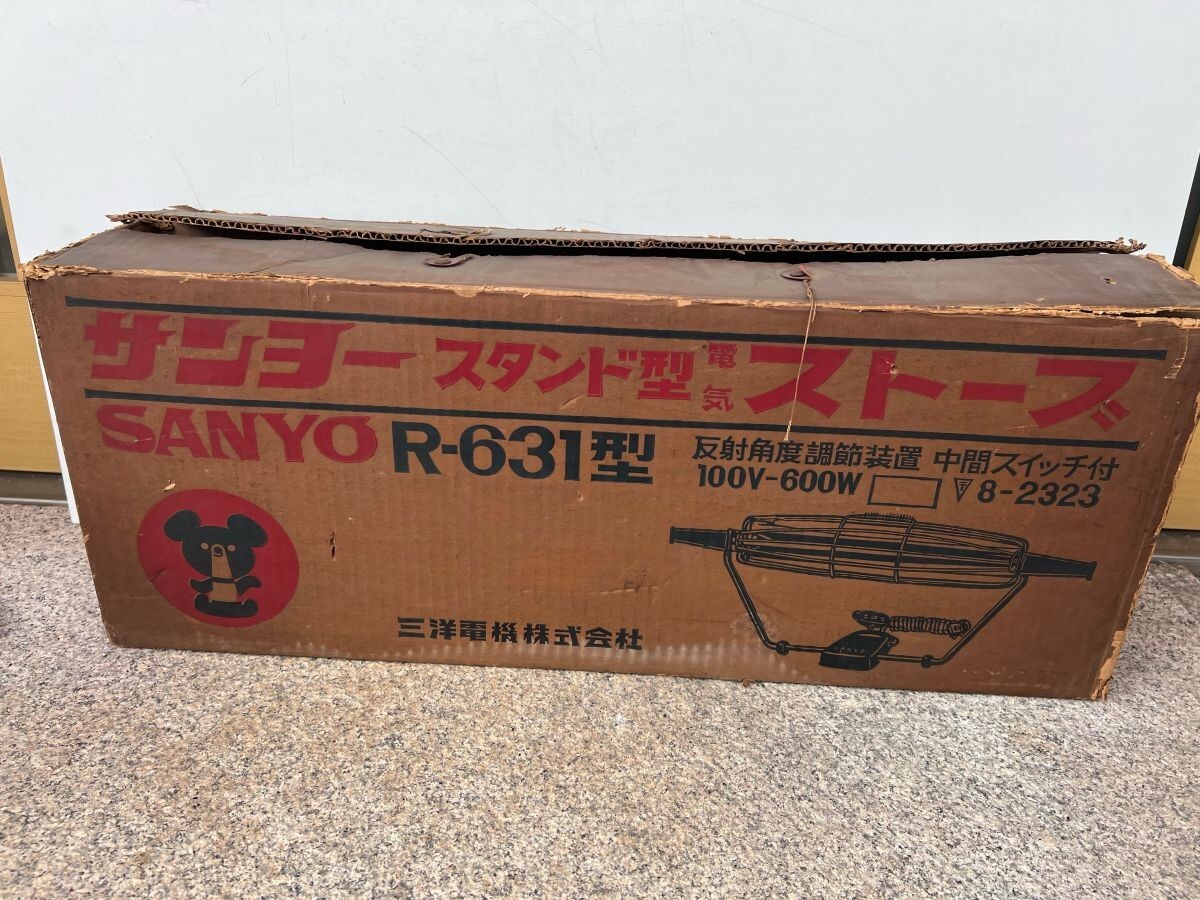 サンヨー スタンド型電気ストーブ
SANYO R-631型
反射角度調節装置 中間スイッチ付
100V-600W 〒8-2323
三洋電機株式会社